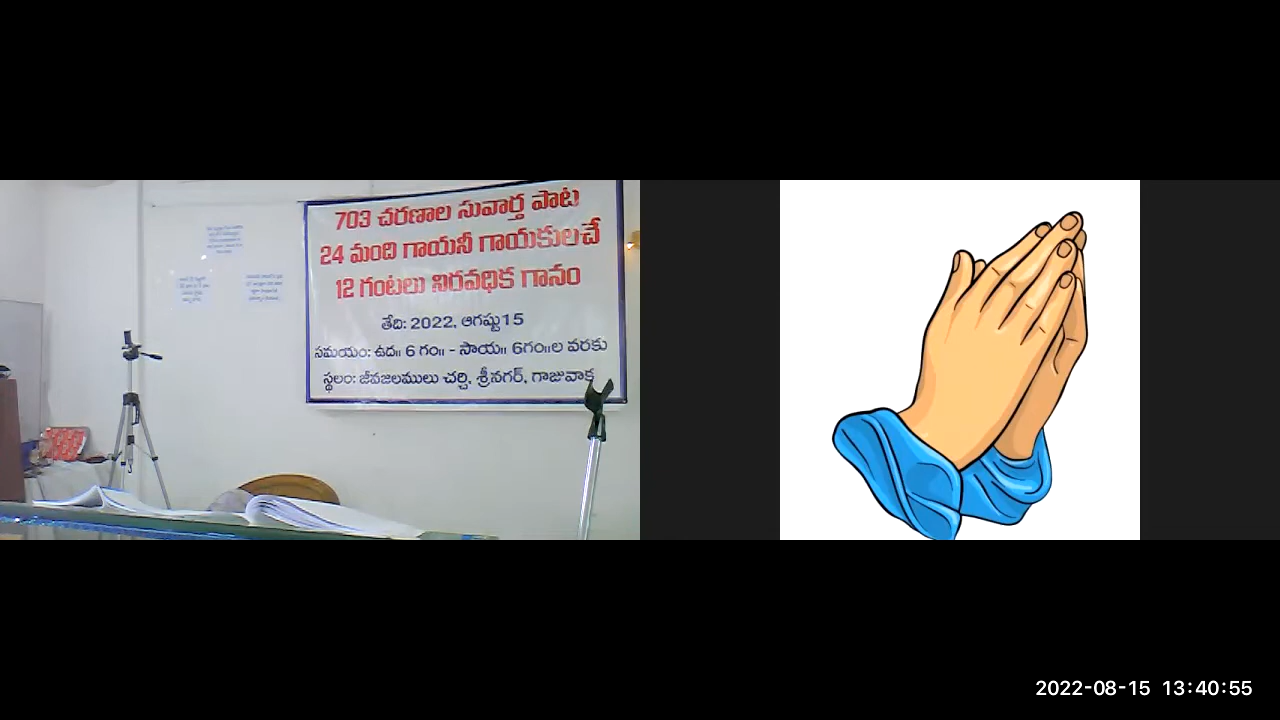 703 చరణాల సువార్త పాట
24 మంది గాయనీ గాయకులచే
12 గంటలు నిరవధిక గానం
తేది: 2022, ఆగష్టు 15
సమయం: ఉద॥ 6 గం॥ - సాయ॥ 6గం॥ల వరకు
స్థలం: జీవజలములు చర్చి, శ్రీనగర్, గాజువాక
2022-08-15 13:40:55